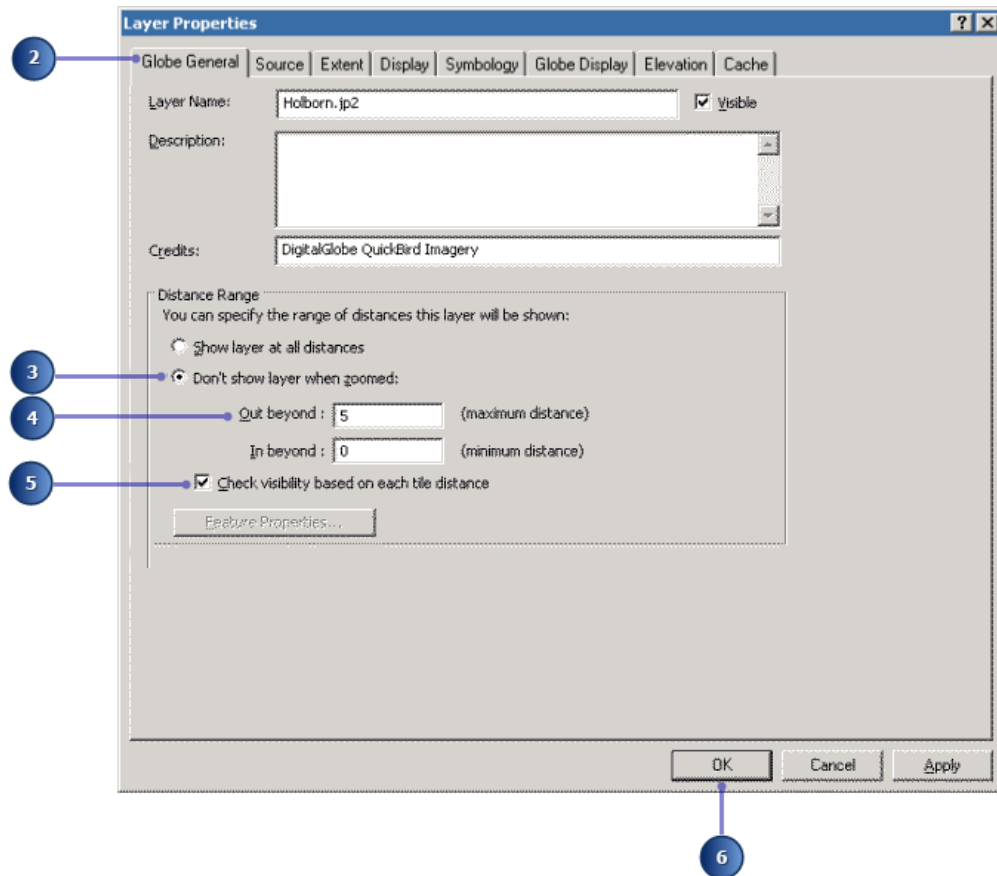 Layer Properties
2
Globe General Source Extent Display Symbology Globe Display Elevation Cache
Layer Name: Holborn.jp2 Visible
Description:
Credits: DigitalGlobe QuickBird Imagery
Distance Range
You can specify the range of distances this layer will be shown:
Show layer at all distances
3
Don't show layer when zoomed:
4
Out beyond : 5 (maximum distance)
In beyond : 0 (minimum distance)
5
Check visibility based on each tile distance
Feature Properties...
OK Cancel Apply
6